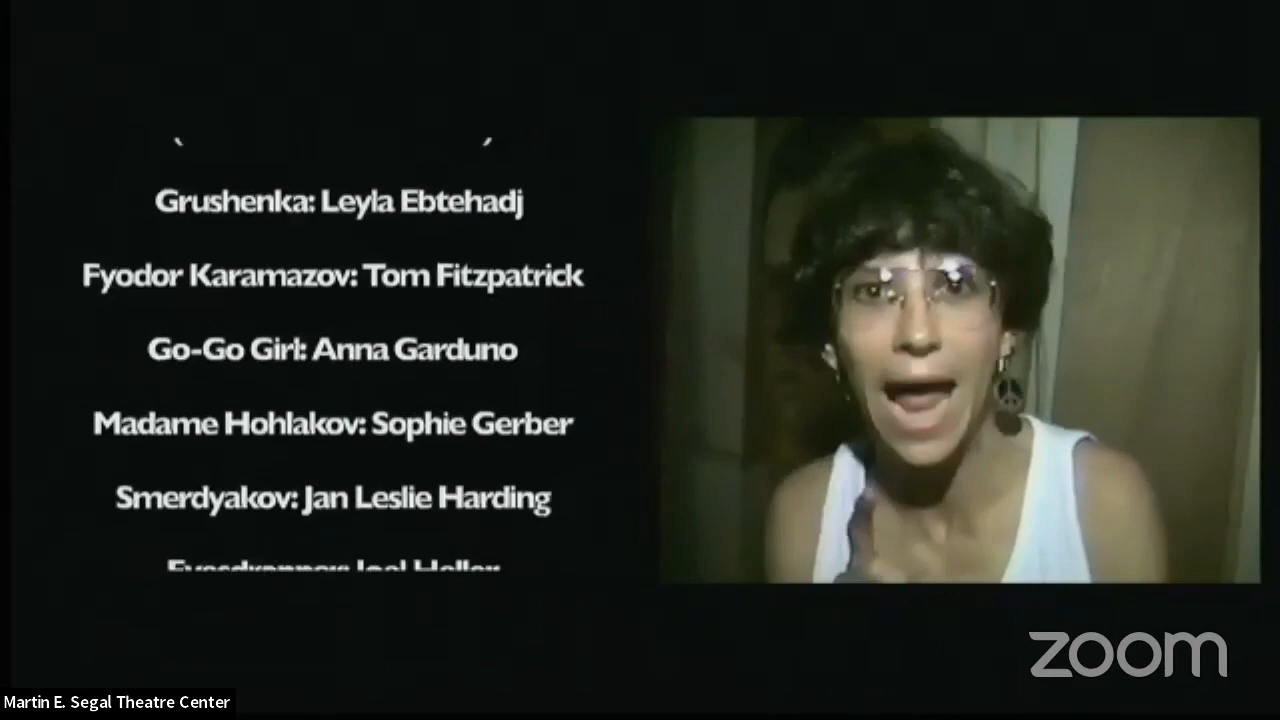 Grushenka: Leyla Ebtehadj
Fyodor Karamazov: Tom Fitzpatrick
Go-Go Girl: Anna Garduno
Madame Hohlakov: Sophie Gerber
Smerdyakov: Jan Leslie Harding
zoom
Martin E. Segal Theatre Center